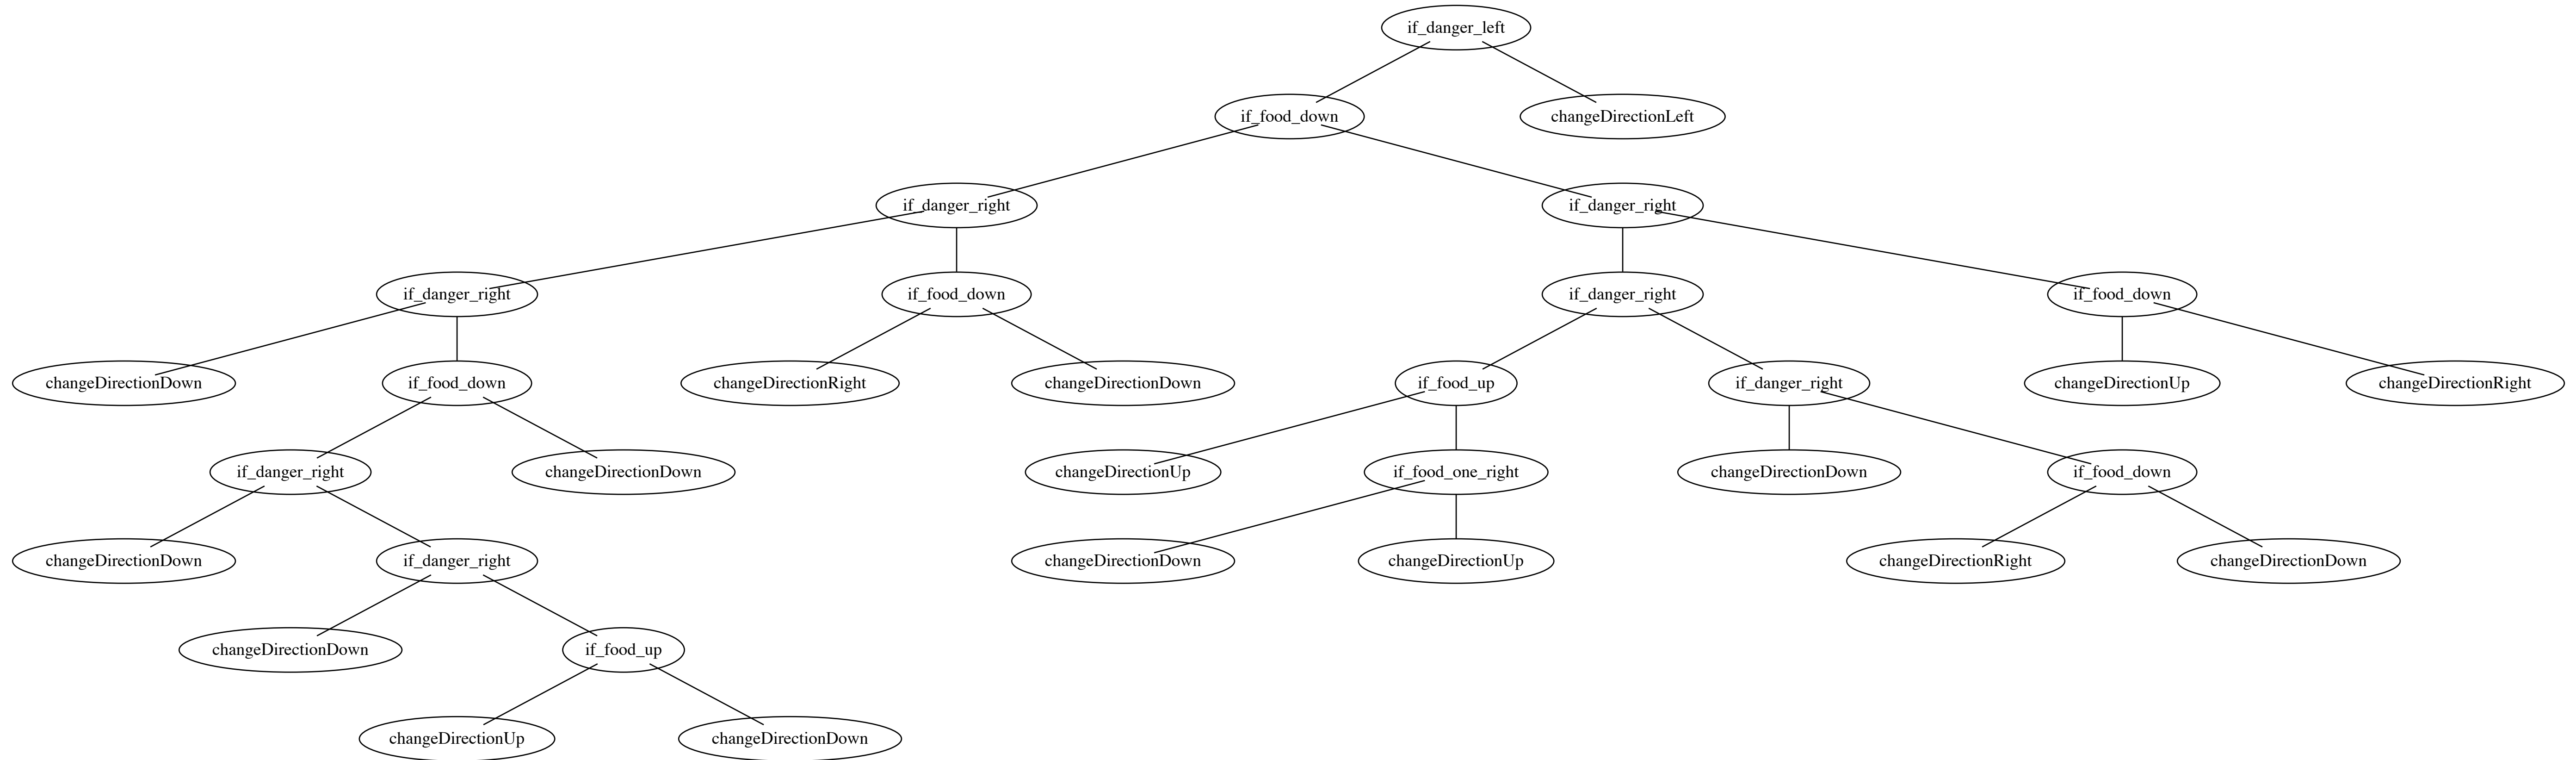 if_danger_left
if_food_down
changeDirectionLeft
if_danger_right
if_danger_right
if_danger_right
if_food_down
if_danger_right
if_food_down
changeDirectionDown
if_food_down
changeDirectionRight
changeDirectionDown
if_food_up
if_danger_right
changeDirectionUp
changeDirectionRight
if_danger_right
changeDirectionDown
changeDirectionUp
if_food_one_right
changeDirectionDown
if_food_down
changeDirectionDown
if_danger_right
changeDirectionDown
changeDirectionUp
changeDirectionRight
changeDirectionDown
changeDirectionDown
if_food_up
changeDirectionUp
changeDirectionDown